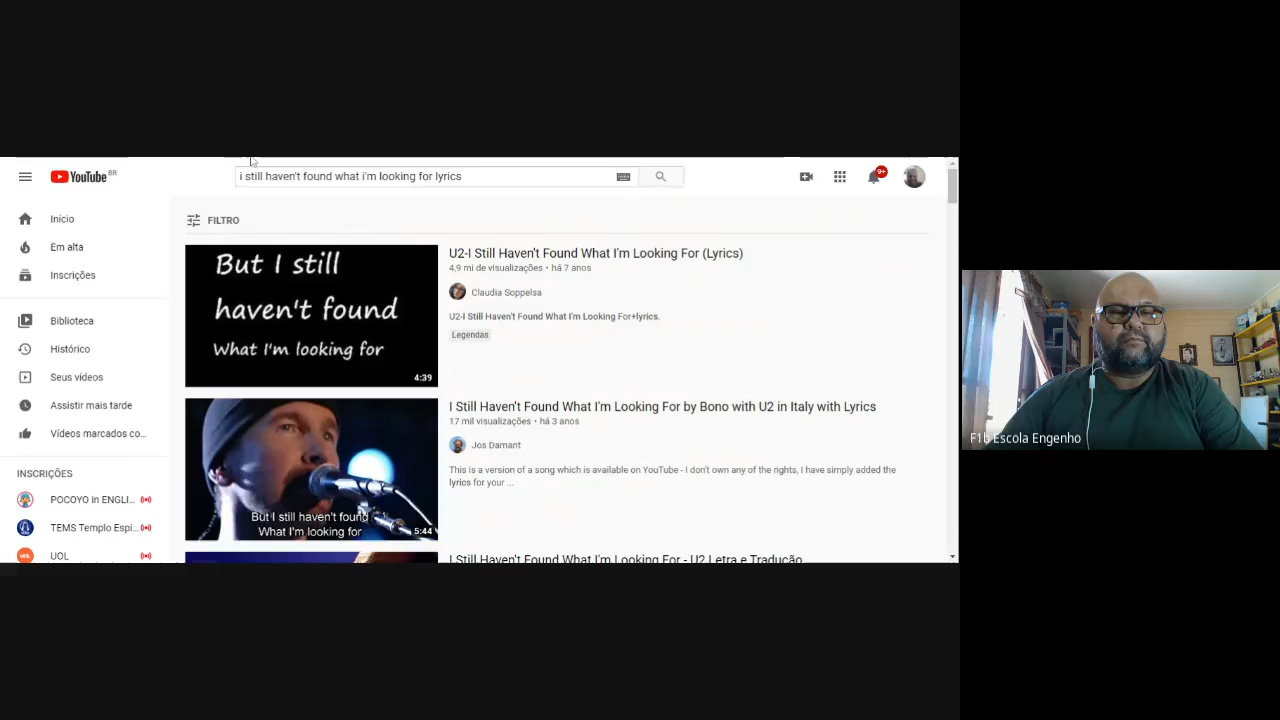 YouTube BR
i still haven't found what i'm looking for lyrics
9+
Início
Em alta
Inscrições
Biblioteca
Histórico
Seus vídeos
Assistir mais tarde
Vídeos marcados co...
INSCRIÇÕES
POCOYO in ENGLI...
TEMS Templo Espi...
UOL
FILTRO
But I still
haven't found
What I'm looking for
4:39
U2-I Still Haven't Found What I'm Looking For (Lyrics)
4,9 mi de visualizações • há 7 anos
Claudia Soppelsa
U2-I Still Haven't Found What I'm Looking For+lyrics.
Legendas
But I still haven't found
What I'm looking for
5:44
I Still Haven't Found What I'm Looking For by Bono with U2 in Italy with Lyrics
17 mil visualizações • há 3 anos
Jos Damant
This is a version of a song which is available on YouTube - I don't own any of the rights, I have simply added the
lyrics for your ...
I Still Haven't Found What I'm Looking For - U2 Letra e Tradução
F1b Escola Engenho